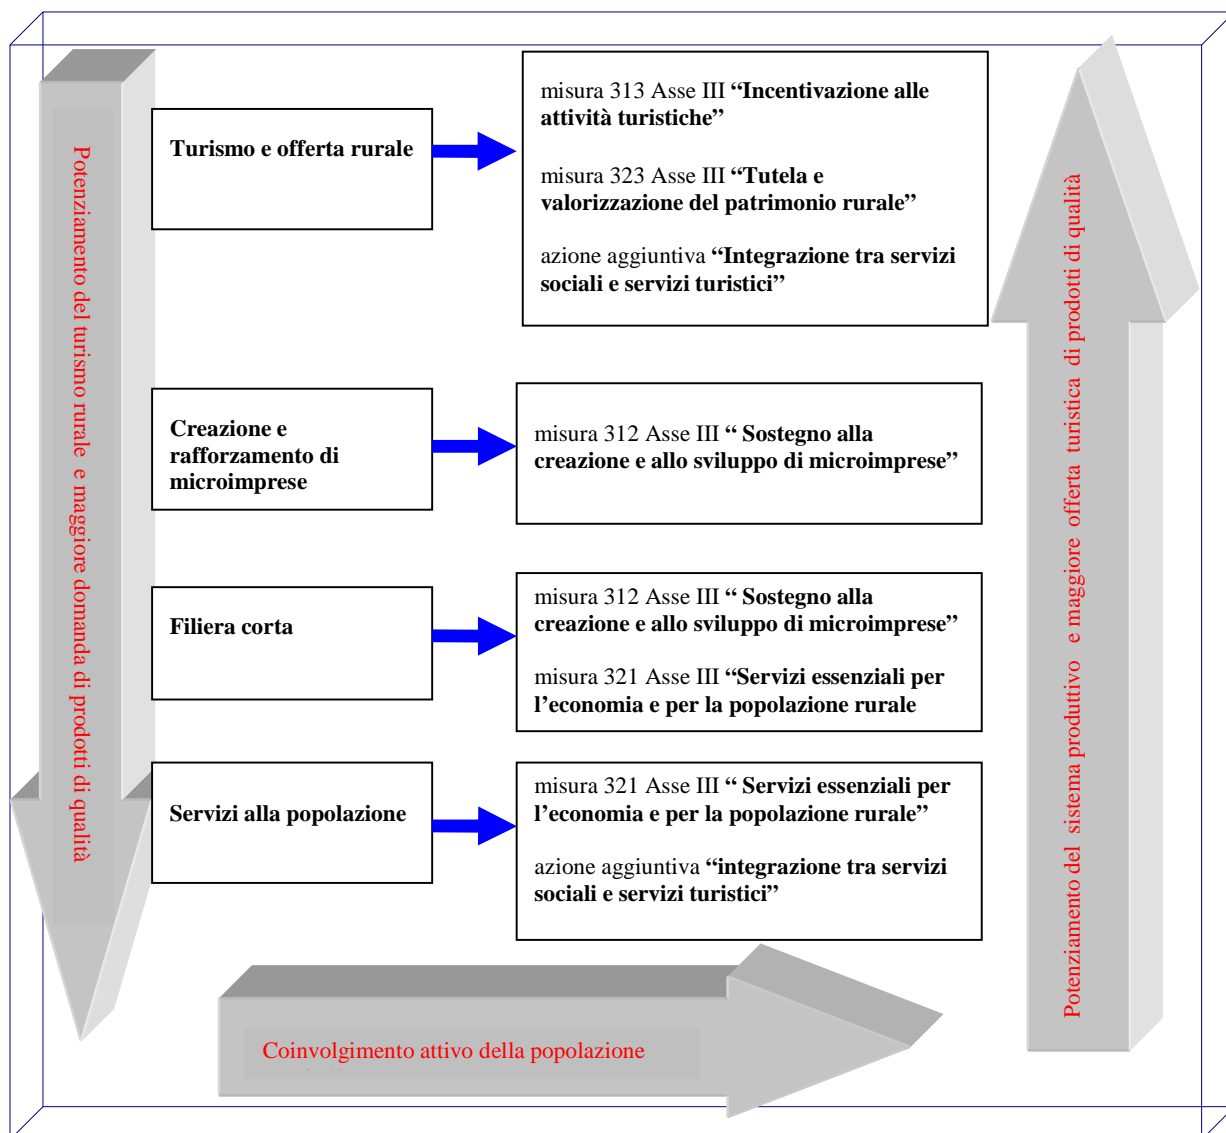 Potenziamento del turismo rurale e maggiore domanda di prodotti di qualità
Turismo e offerta rurale
misura 313 Asse III “Incentivazione alle
attività turistiche”
misura 323 Asse III “Tutela e
valorizzazione del patrimonio rurale”
azione aggiuntiva “Integrazione tra servizi
sociali e servizi turistici”
Creazione e
rafforzamento di
microimprese
misura 312 Asse III “ Sostegno alla
creazione e allo sviluppo di microimprese”
Filiera corta
misura 312 Asse III “ Sostegno alla
creazione e allo sviluppo di microimprese”
misura 321 Asse III “Servizi essenziali per
l’economia e per la popolazione rurale
Servizi alla popolazione
misura 321 Asse III “ Servizi essenziali per
l’economia e per la popolazione rurale”
azione aggiuntiva “integrazione tra servizi
sociali e servizi turistici”
Potenziamento del sistema produttivo e maggiore offerta turistica di prodotti di qualità
Coinvolgimento attivo della popolazione